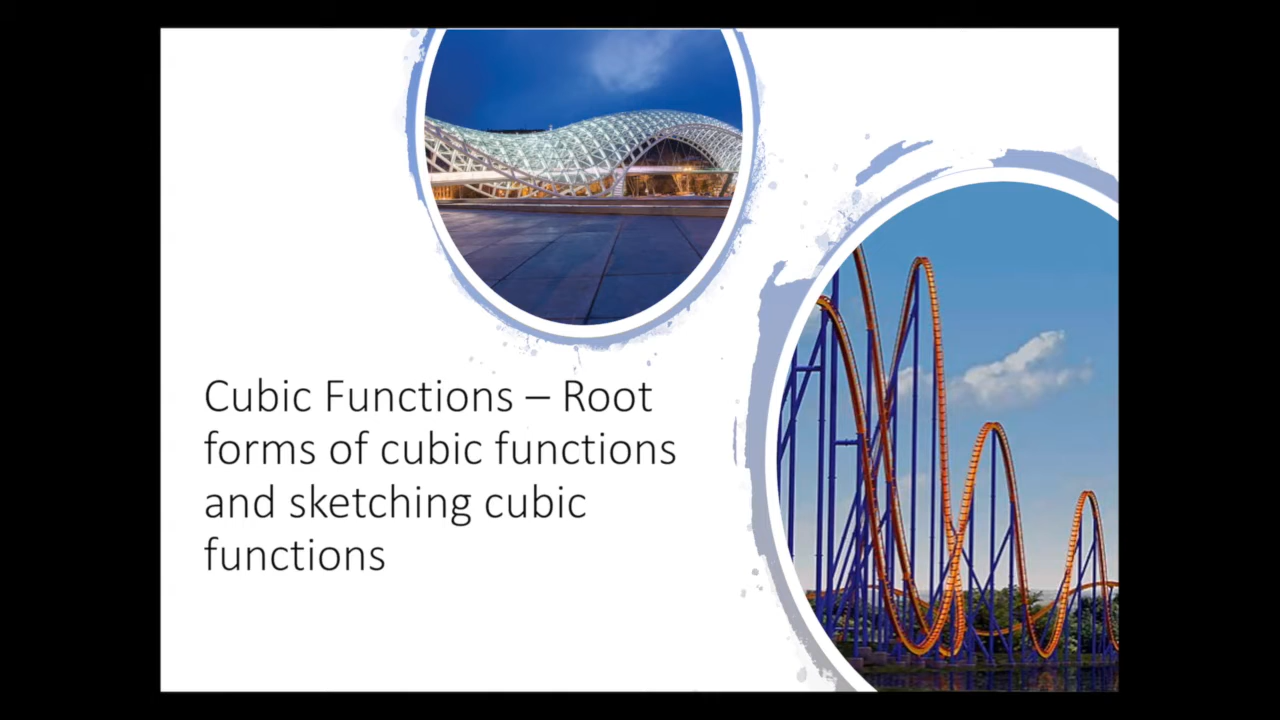 Cubic Functions – Root
forms of cubic functions
and sketching cubic
functions